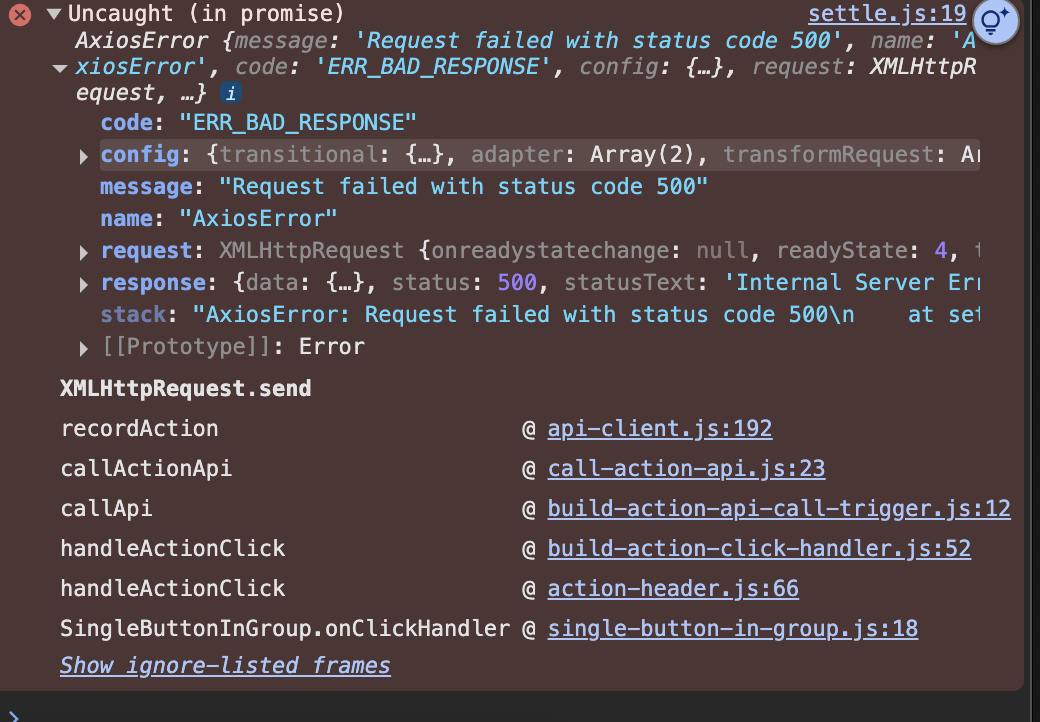 Uncaught (in promise) settle.js:19
AxiosError {message: 'Request failed with status code 500', name: 'A
xiosError', code: 'ERR_BAD_RESPONSE', config: {…}, request: XMLHttpR
equest, …} i
code: "ERR_BAD_RESPONSE"
config: {transitional: {…}, adapter: Array(2), transformRequest: Ar
message: "Request failed with status code 500"
name: "AxiosError"
request: XMLHttpRequest {onreadystatechange: null, readyState: 4, t
response: {data: {…}, status: 500, statusText: 'Internal Server Err
stack: "AxiosError: Request failed with status code 500\n    at set
[[Prototype]]: Error
XMLHttpRequest.send
recordAction @ api-client.js:192
callActionApi @ call-action-api.js:23
callApi @ build-action-api-call-trigger.js:12
handleActionClick @ build-action-click-handler.js:52
handleActionClick @ action-header.js:66
SingleButtonInGroup.onClickHandler @ single-button-in-group.js:18
Show ignore-listed frames